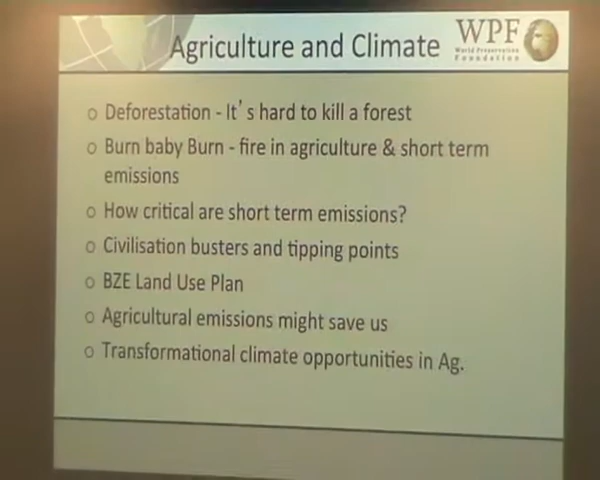 Agriculture and Climate
WPF
World Preservation
Foundation
o Deforestation - It's hard to kill a forest
o Burn baby Burn - fire in agriculture & short term
emissions
o How critical are short term emissions?
o Civilisation busters and tipping points
o BZE Land Use Plan
o Agricultural emissions might save us
o Transformational climate opportunities in Ag.